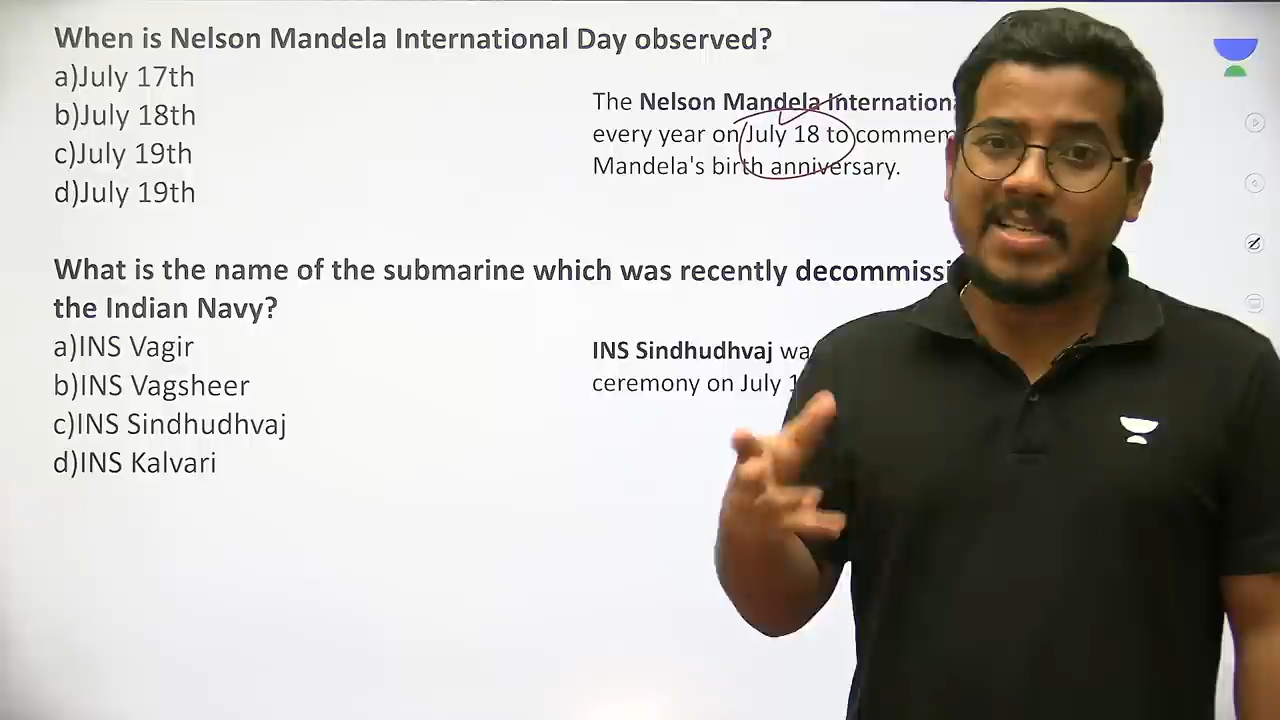 When is Nelson Mandela International Day observed?
a)July 17th
b)July 18th
c)July 19th
d)July 19th
The Nelson Mandela Internationa
every year on July 18 to commem
Mandela's birth anniversary.
What is the name of the submarine which was recently decommissi
the Indian Navy?
a)INS Vagir
b)INS Vagsheer
c)INS Sindhudhvaj
d)INS Kalvari
INS Sindhudhvaj wa
ceremony on July 1